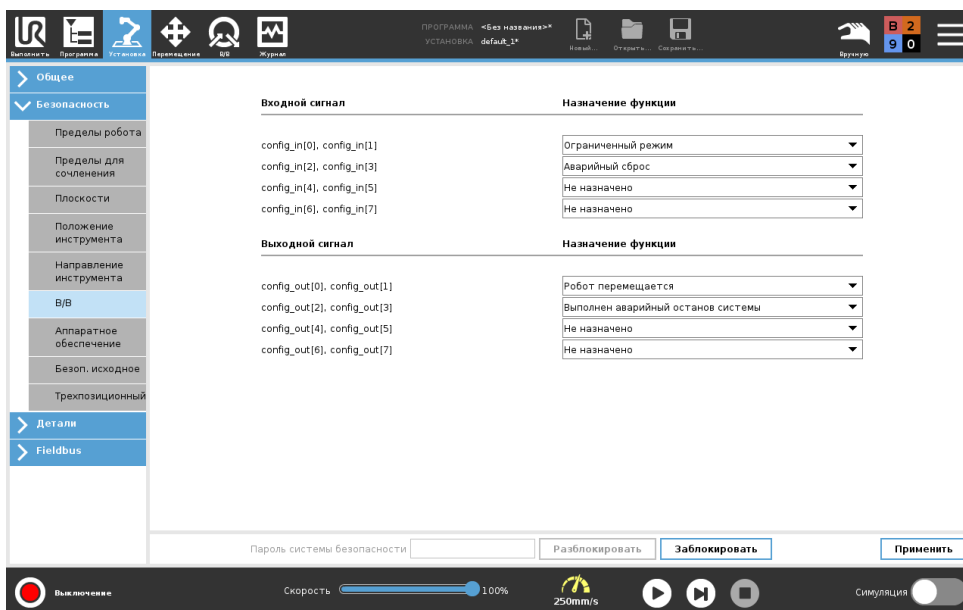 UR
ПРОГРАММА <Без названия>*
УСТАНОВКА default_1*
Выполнить Программа Установка Перемещение В/В Журнал
Новый... Открыть... Сохранить...
Вручную
B 2
9 0
Общее
Безопасность
Пределы робота
Пределы для
сочленения
Плоскости
Положение
инструмента
Направление
инструмента
В/В
Аппаратное
обеспечение
Безоп. исходное
Трехпозиционный
Детали
Fieldbus
Входной сигнал Назначение функции
config_in[0], config_in[1] Ограниченный режим
config_in[2], config_in[3] Аварийный сброс
config_in[4], config_in[5] Не назначено
config_in[6], config_in[7] Не назначено
Выходной сигнал Назначение функции
config_out[0], config_out[1] Робот перемещается
config_out[2], config_out[3] Выполнен аварийный останов системы
config_out[4], config_out[5] Не назначено
config_out[6], config_out[7] Не назначено
Пароль системы безопасности Разблокировать Заблокировать Применить
Выключение Скорость 100% 250mm/s Симуляция